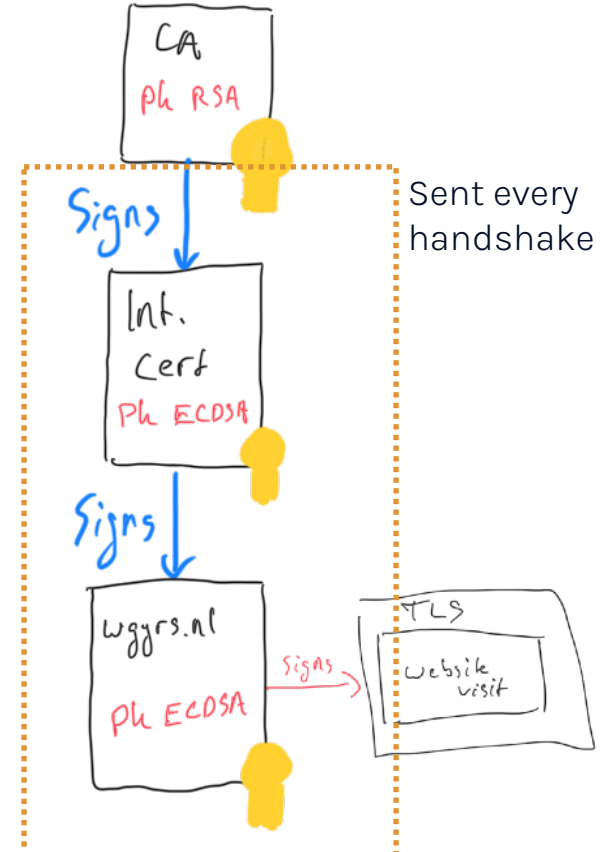 CA
Pk RSA
Signs
Sent every
handshake
Int.
Cert
Pk ECDSA
Signs
wggrs.nl
Pk ECDSA
signs
TLS
website
visit